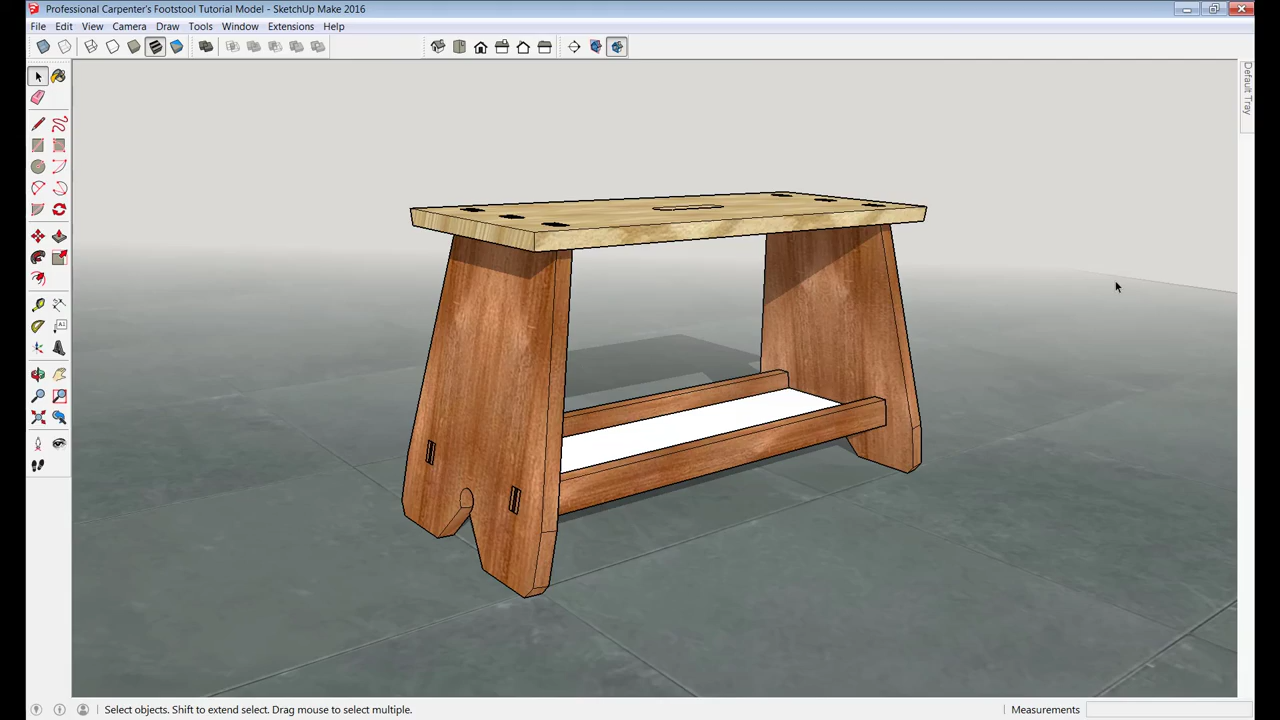 Professional Carpenter's Footstool Tutorial Model - SketchUp Make 2016
File Edit View Camera Draw Tools Window Extensions Help
Default Tray
A1
Select objects. Shift to extend select. Drag mouse to select multiple.
Measurements